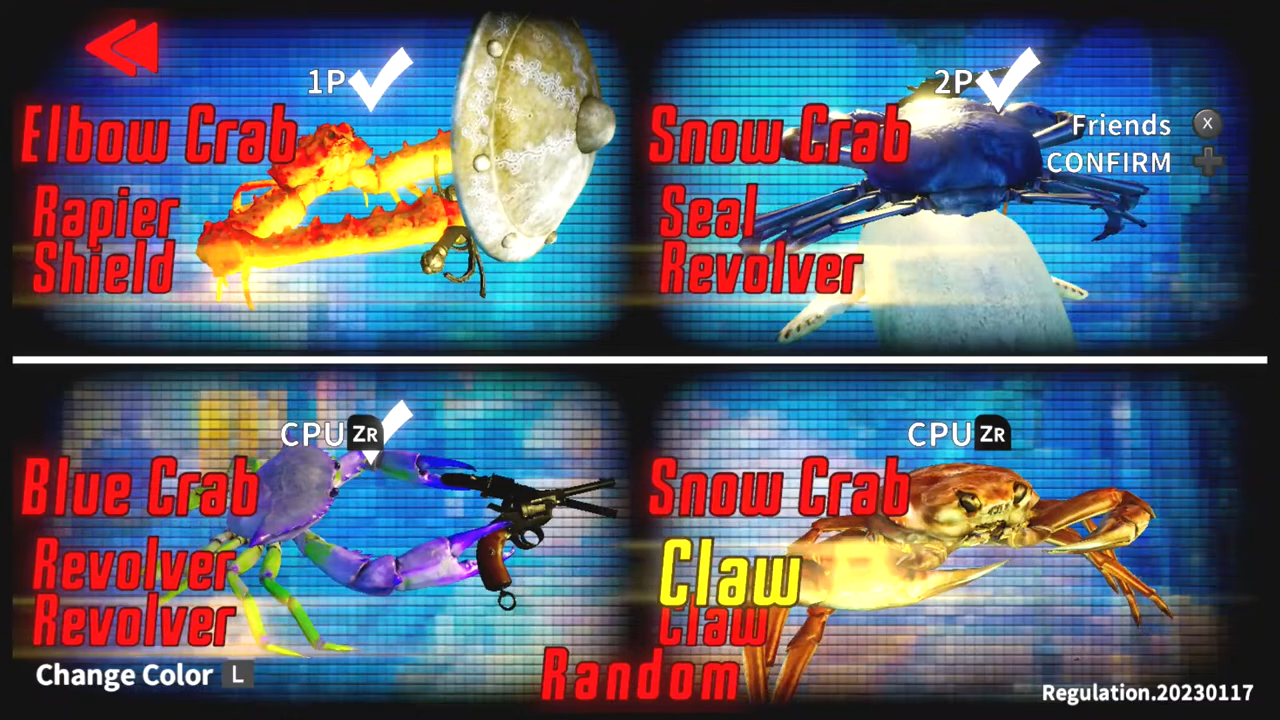 1P
Elbow Crab
Rapier
Shield
2P
Snow Crab
Seal
Revolver
Friends X
CONFIRM
CPU ZR
Blue Crab
Revolver
Revolver
Change Color L
CPU ZR
Snow Crab
Claw
Claw
Random
Regulation.20230117